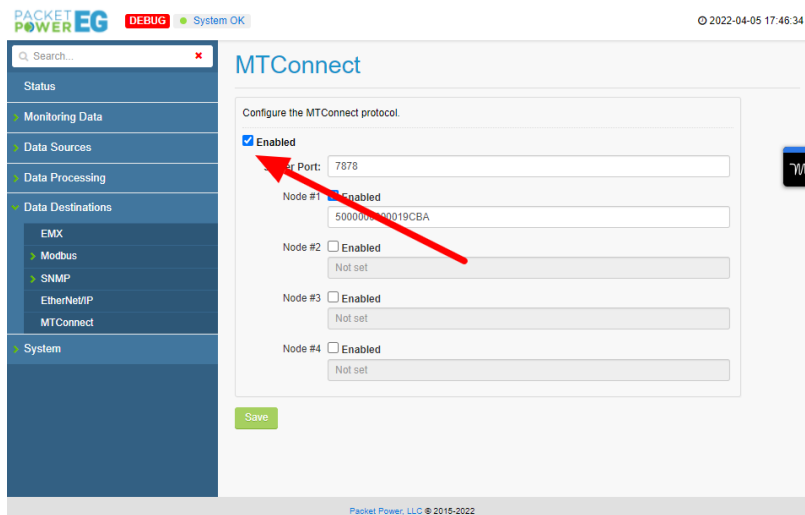 PACKET POWER EG DEBUG System OK 2022-04-05 17:46:34
Search...
MTConnect
Status
Monitoring Data
Data Sources
Data Processing
Data Destinations
EMX
Modbus
SNMP
EtherNet/IP
MTConnect
System
Configure the MTConnect protocol.
Enabled
Port: 7878
Node #1 Enabled
Node #2 Enabled
Not set
Node #3 Enabled
Not set
Node #4 Enabled
Not set
Save
Packet Power, LLC © 2015-2022